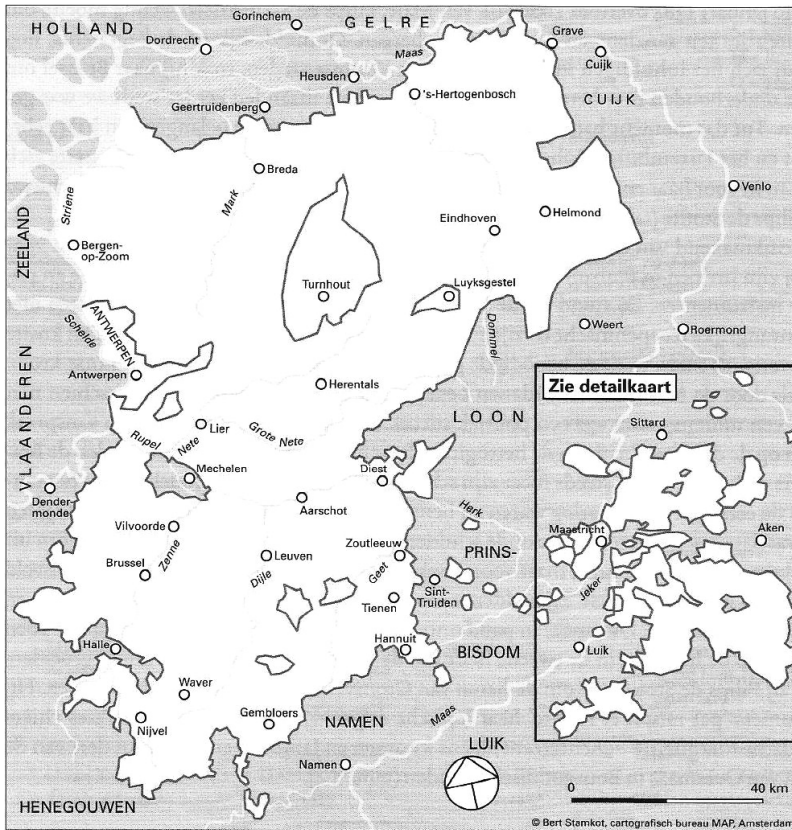 HOLLAND
Gorinchem
GELRE
Dordrecht
Maas
Grave
Cuijk
Heusden
CUIJK
Geertruidenberg
's-Hertogenbosch
Breda
Mark
Venlo
Striene
ZEELAND
Helmond
Eindhoven
Bergen-
op-Zoom
Turnhout
Luyksgestel
Schelde
ANTWERPEN
Dommel
Weert
Roermond
Antwerpen
Herentals
VLAANDEREN
Zie detailkaart
LOON
Lier
Grote Nete
Sittard
Rupel
Nete
Mechelen
Diest
Dender-
monde
Aarschot
Herk
Vilvoorde
Maastricht
Aken
Zoutleeuw
PRINS-
Leuven
Brussel
Zenne
Dijle
Geet
Sint-
Truiden
Jeker
Tienen
Halle
Hannuit
BISDOM
Luik
Waver
Nijvel
Gembloers
NAMEN
Maas
LUIK
Namen
HENEGOUWEN
0 40 km
© Bert Stamkot, cartografisch bureau MAP, Amsterdam